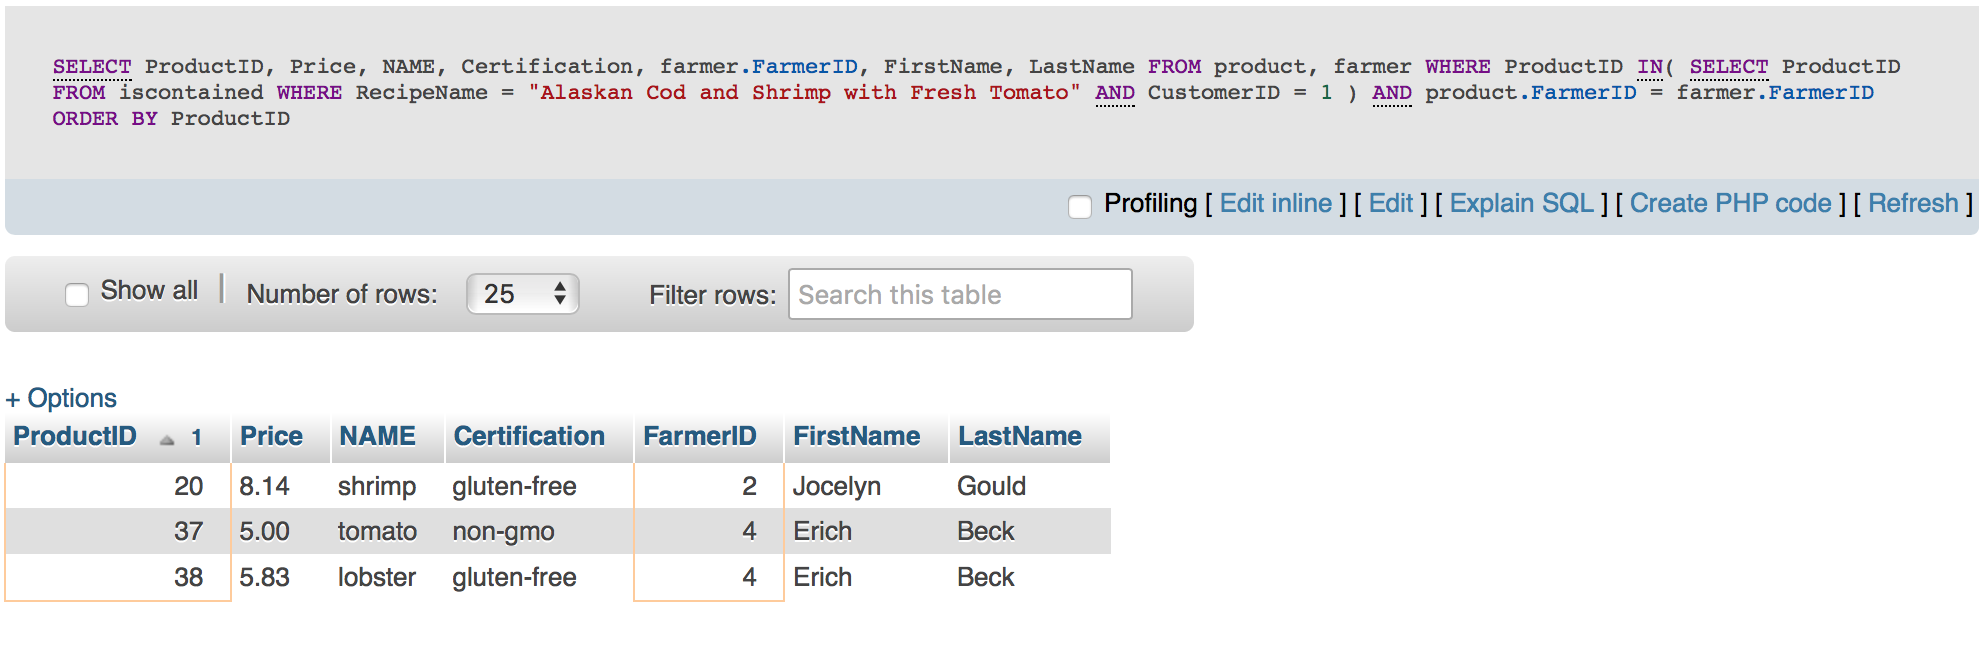 SELECT ProductID, Price, NAME, Certification, farmer.FarmerID, FirstName, LastName FROM product, farmer WHERE ProductID IN( SELECT ProductID
FROM iscontained WHERE RecipeName = "Alaskan Cod and Shrimp with Fresh Tomato" AND CustomerID = 1 ) AND product.FarmerID = farmer.FarmerID
ORDER BY ProductID
Profiling [ Edit inline ] [ Edit ] [ Explain SQL ] [ Create PHP code ] [ Refresh ]
Show all | Number of rows: 25 Filter rows: Search this table
+ Options
ProductID 1 Price NAME Certification FarmerID FirstName LastName
20 8.14 shrimp gluten-free 2 Jocelyn Gould
37 5.00 tomato non-gmo 4 Erich Beck
38 5.83 lobster gluten-free 4 Erich Beck